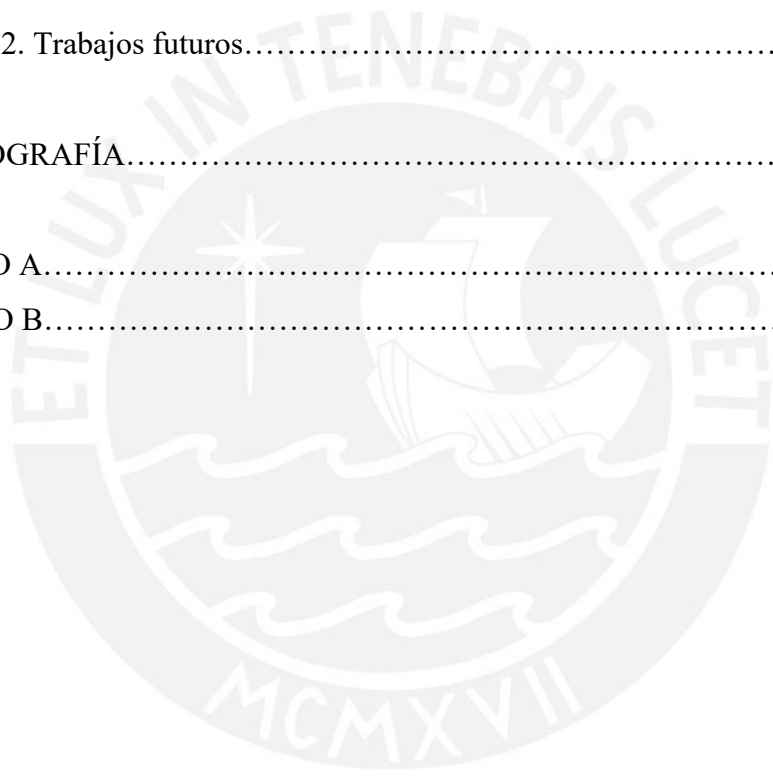 2. Trabajos futuros……………………………………………………
OGRAFÍA…………………………………………………………………
O A…………………………………………………………………………
O B…………………………………………………………………………
ET LUX IN TENEBRIS LUCET
MCMXVII